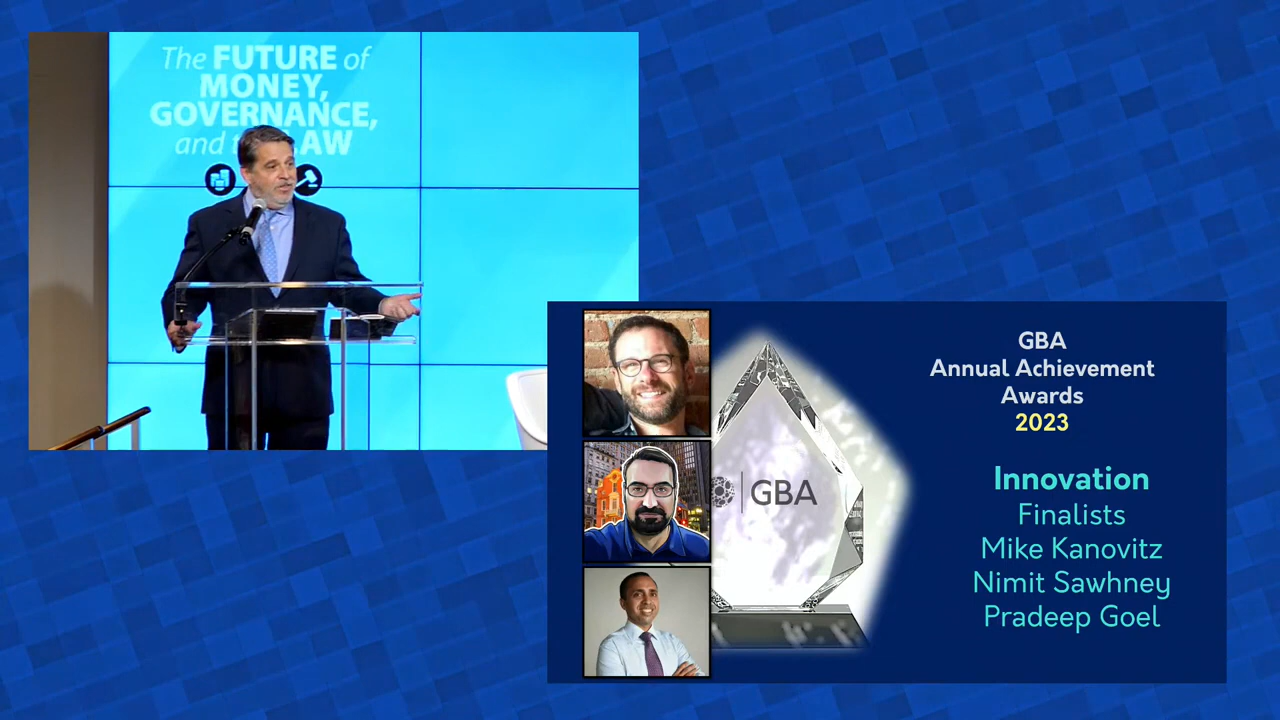 The FUTURE of
MONEY,
GOVERNANCE,
and AW
GBA
GBA
Annual Achievement
Awards
2023
Innovation
Finalists
Mike Kanovitz
Nimit Sawhney
Pradeep Goel